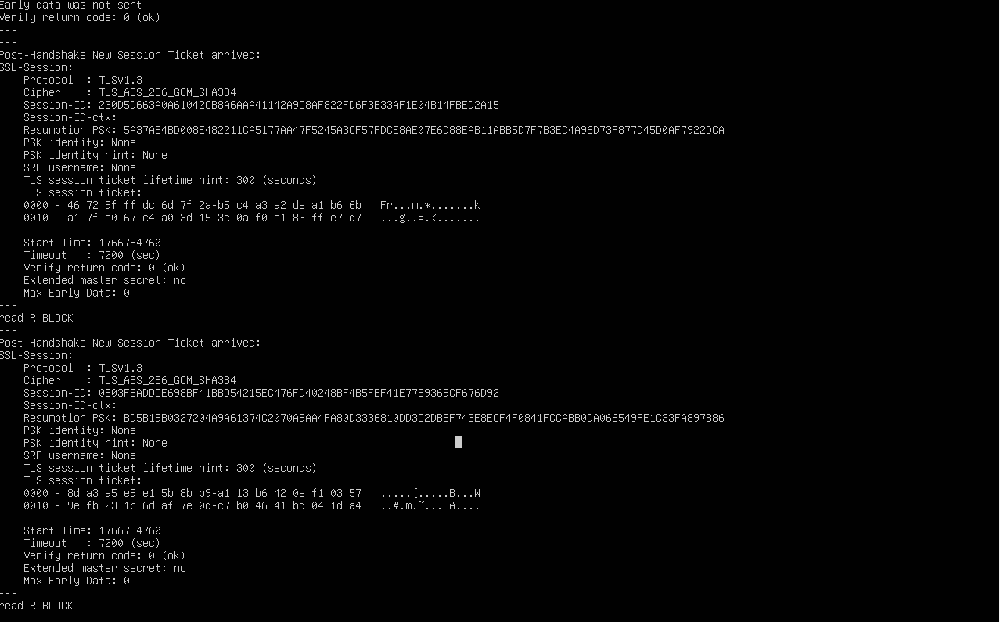 Early data was not sent
Verify return code: 0 (ok)
---
---
Post-Handshake New Session Ticket arrived:
SSL-Session:
    Protocol  : TLSv1.3
    Cipher    : TLS_AES_256_GCM_SHA384
    Session-ID: 230D5D663A0A61042CB8A6AAA41142A9C8AF822FD6F3B33AF1E04B14FBED2A15
    Session-ID-ctx:
    Resumption PSK: 5A37A54BD008E482211CA5177AA47F5245A3CF57FDCE8AE07E6D88EAB11ABB5D7F7B3ED4A96D73F877D45D0AF7922DCA
    PSK identity: None
    PSK identity hint: None
    SRP username: None
    TLS session ticket lifetime hint: 300 (seconds)
    TLS session ticket:
    0000 - 46 72 9f ff dc 6d 7f 2a-b5 c4 a3 a2 de a1 b6 6b   Fr...m.*.......k
    0010 - a1 7f c0 67 c4 a0 3d 15-3c 0a f0 e1 83 ff e7 d7   ...g..=.<.......
    Start Time: 1766754760
    Timeout   : 7200 (sec)
    Verify return code: 0 (ok)
    Extended master secret: no
    Max Early Data: 0
---
read R BLOCK
---
Post-Handshake New Session Ticket arrived:
SSL-Session:
    Protocol  : TLSv1.3
    Cipher    : TLS_AES_256_GCM_SHA384
    Session-ID: 0E03FEADDCE698BF41BBD54215EC476FD40248BF4B5FEF41E7759369CF676D92
    Session-ID-ctx:
    Resumption PSK: BD5B19B0327204A9A61374C2070A9AA4FA80D3336810DD3C2DB5F743E8ECF4F0841FCCABB0DA066549FE1C33FA897B86
    PSK identity: None
    PSK identity hint: None
    SRP username: None
    TLS session ticket lifetime hint: 300 (seconds)
    TLS session ticket:
    0000 - 8d a3 a5 e9 e1 5b 8b b9-a1 13 b6 42 0e f1 03 57   .....[.....B...W
    0010 - 9e fb 23 1b 6d af 7e 0d-c7 b0 46 41 bd 04 1d a4   ..#.m.~...FA....
    Start Time: 1766754760
    Timeout   : 7200 (sec)
    Verify return code: 0 (ok)
    Extended master secret: no
    Max Early Data: 0
---
read R BLOCK